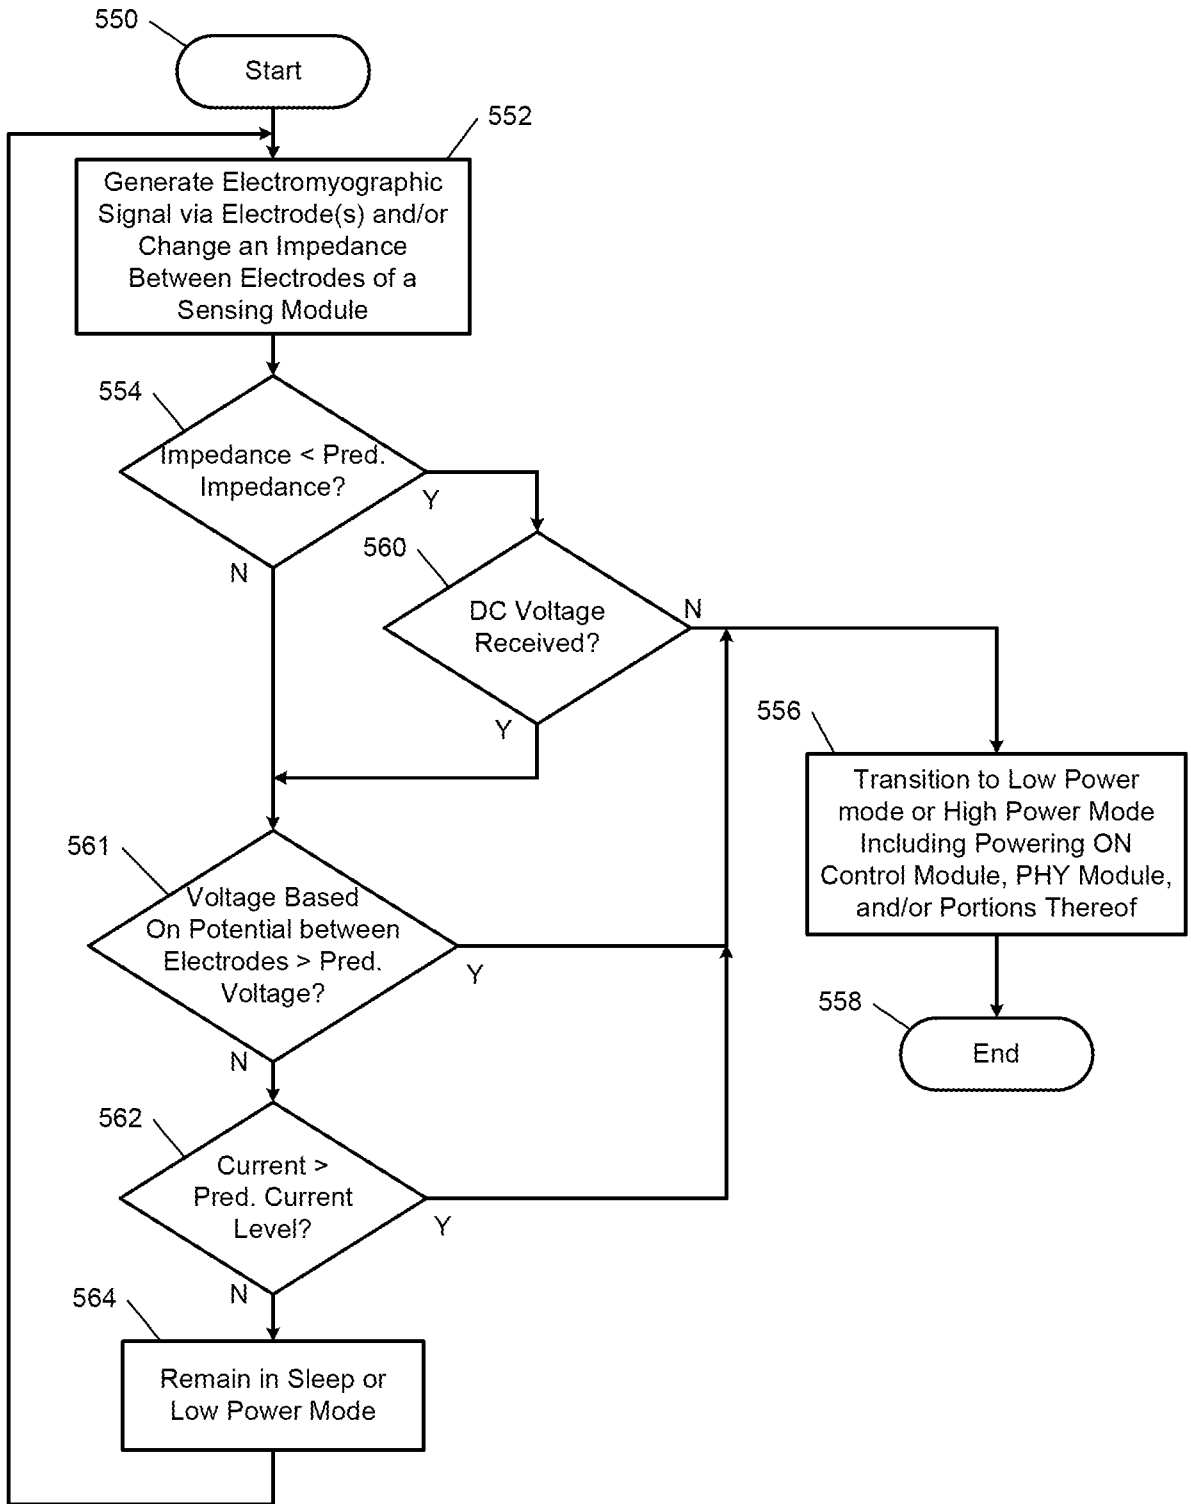 550
Start
552
Generate Electromyographic
Signal via Electrode(s) and/or
Change an Impedance
Between Electrodes of a
Sensing Module
554
Impedance < Pred.
Impedance?
Y
N
560
DC Voltage
Received?
N
Y
556
Transition to Low Power
mode or High Power Mode
Including Powering ON
Control Module, PHY Module,
and/or Portions Thereof
561
Voltage Based
On Potential between
Electrodes > Pred.
Voltage?
Y
N
558
End
562
Current >
Pred. Current
Level?
Y
N
564
Remain in Sleep or
Low Power Mode